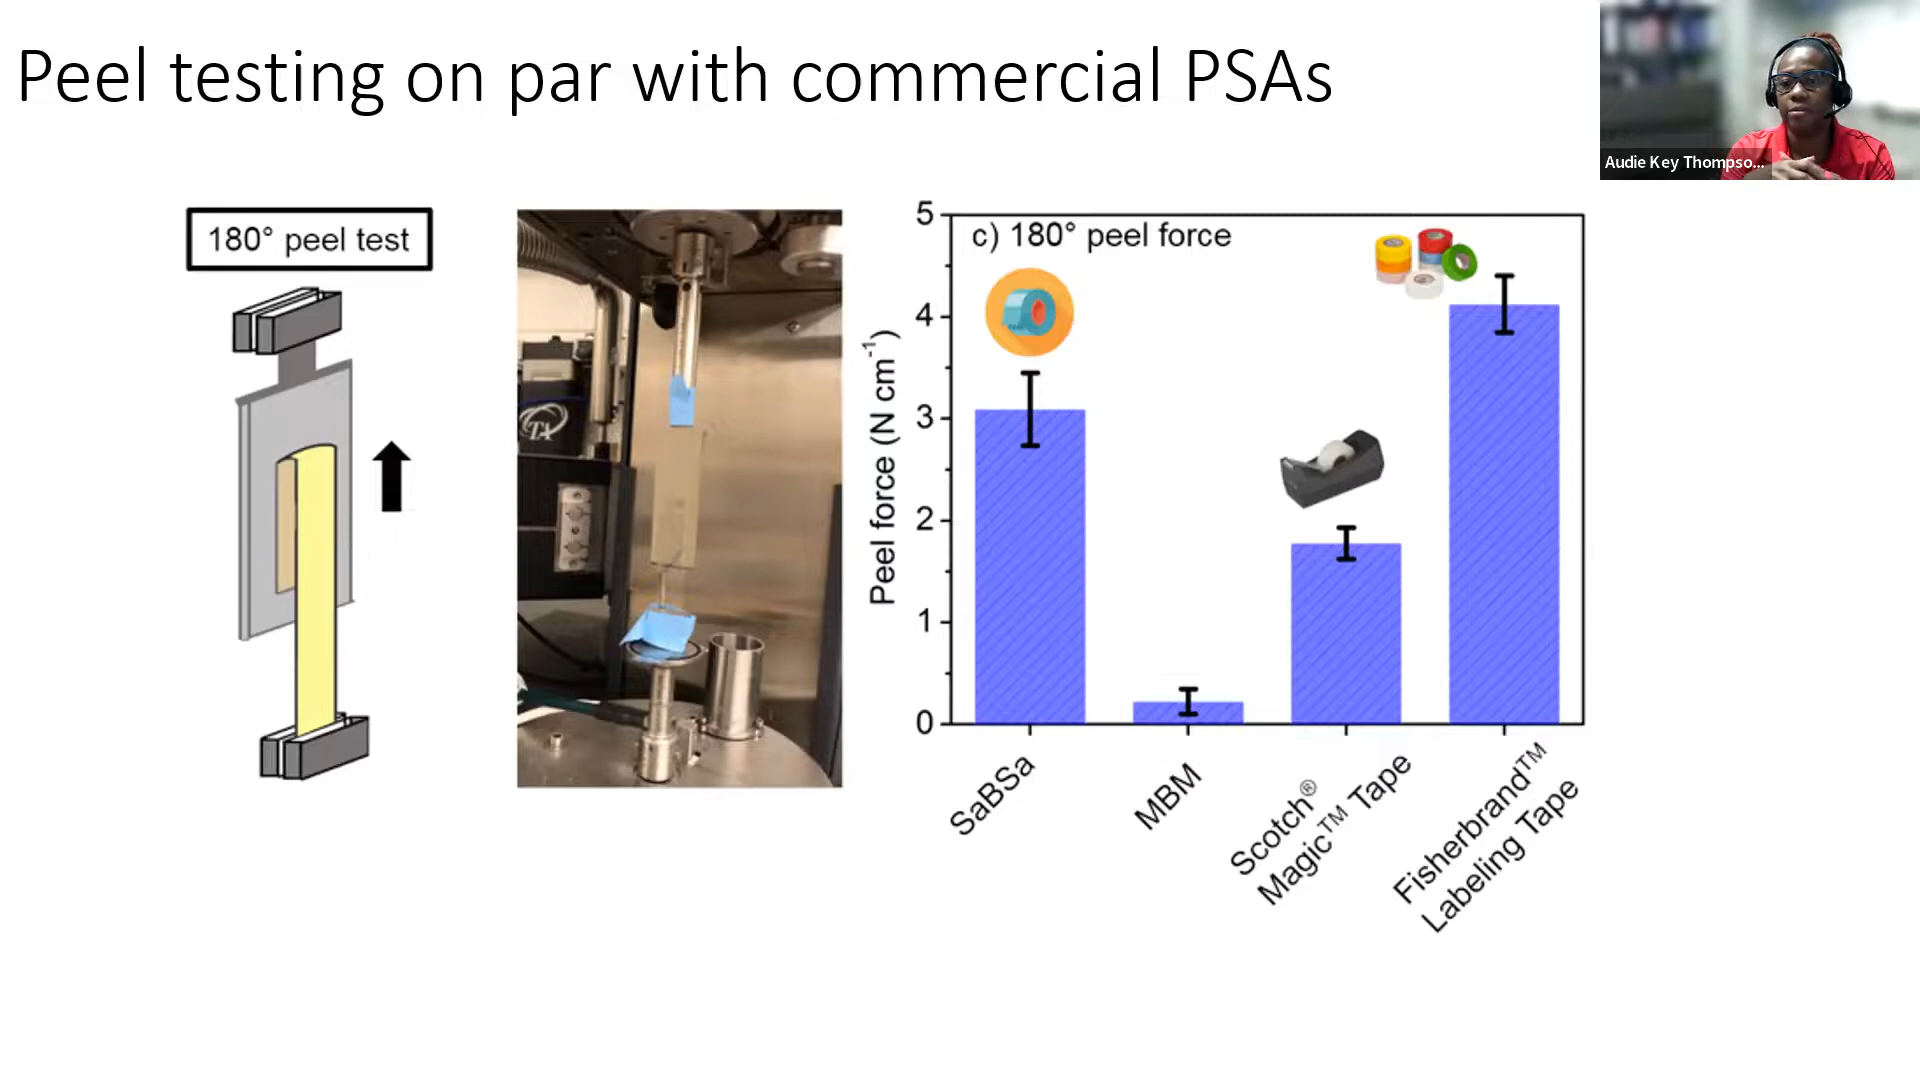 Peel testing on par with commercial PSAs
Audie Key Thompso...
180° peel test
TA
c) 180° peel force
Peel force (N cm⁻¹)
5
4
3
2
1
0
SaBSa
MBM
Scotch®
Magic™ Tape
Fisherbrand™
Labeling Tape